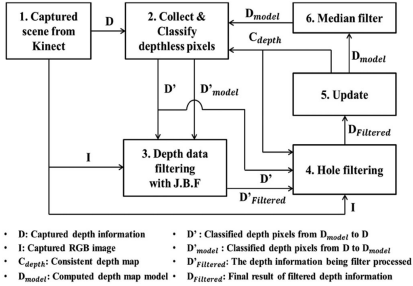 1. Captured
scene from
Kinect
D
2. Collect &
Classify
depthless pixels
D_model
6. Median filter
C_depth
D_model
D'
D'_model
5. Update
D_Filtered
I
3. Depth data
filtering
with J.B.F
D'
D'_Filtered
4. Hole filtering
I
• D: Captured depth information
• I: Captured RGB image
• C_depth: Consistent depth map
• D_model: Computed depth map model
• D' : Classified depth pixels from D_model to D
• D'_model : Classified depth pixels from D to D_model
• D'_Filtered: The depth information being filter processed
• D_Filtered: Final result of filtered depth information